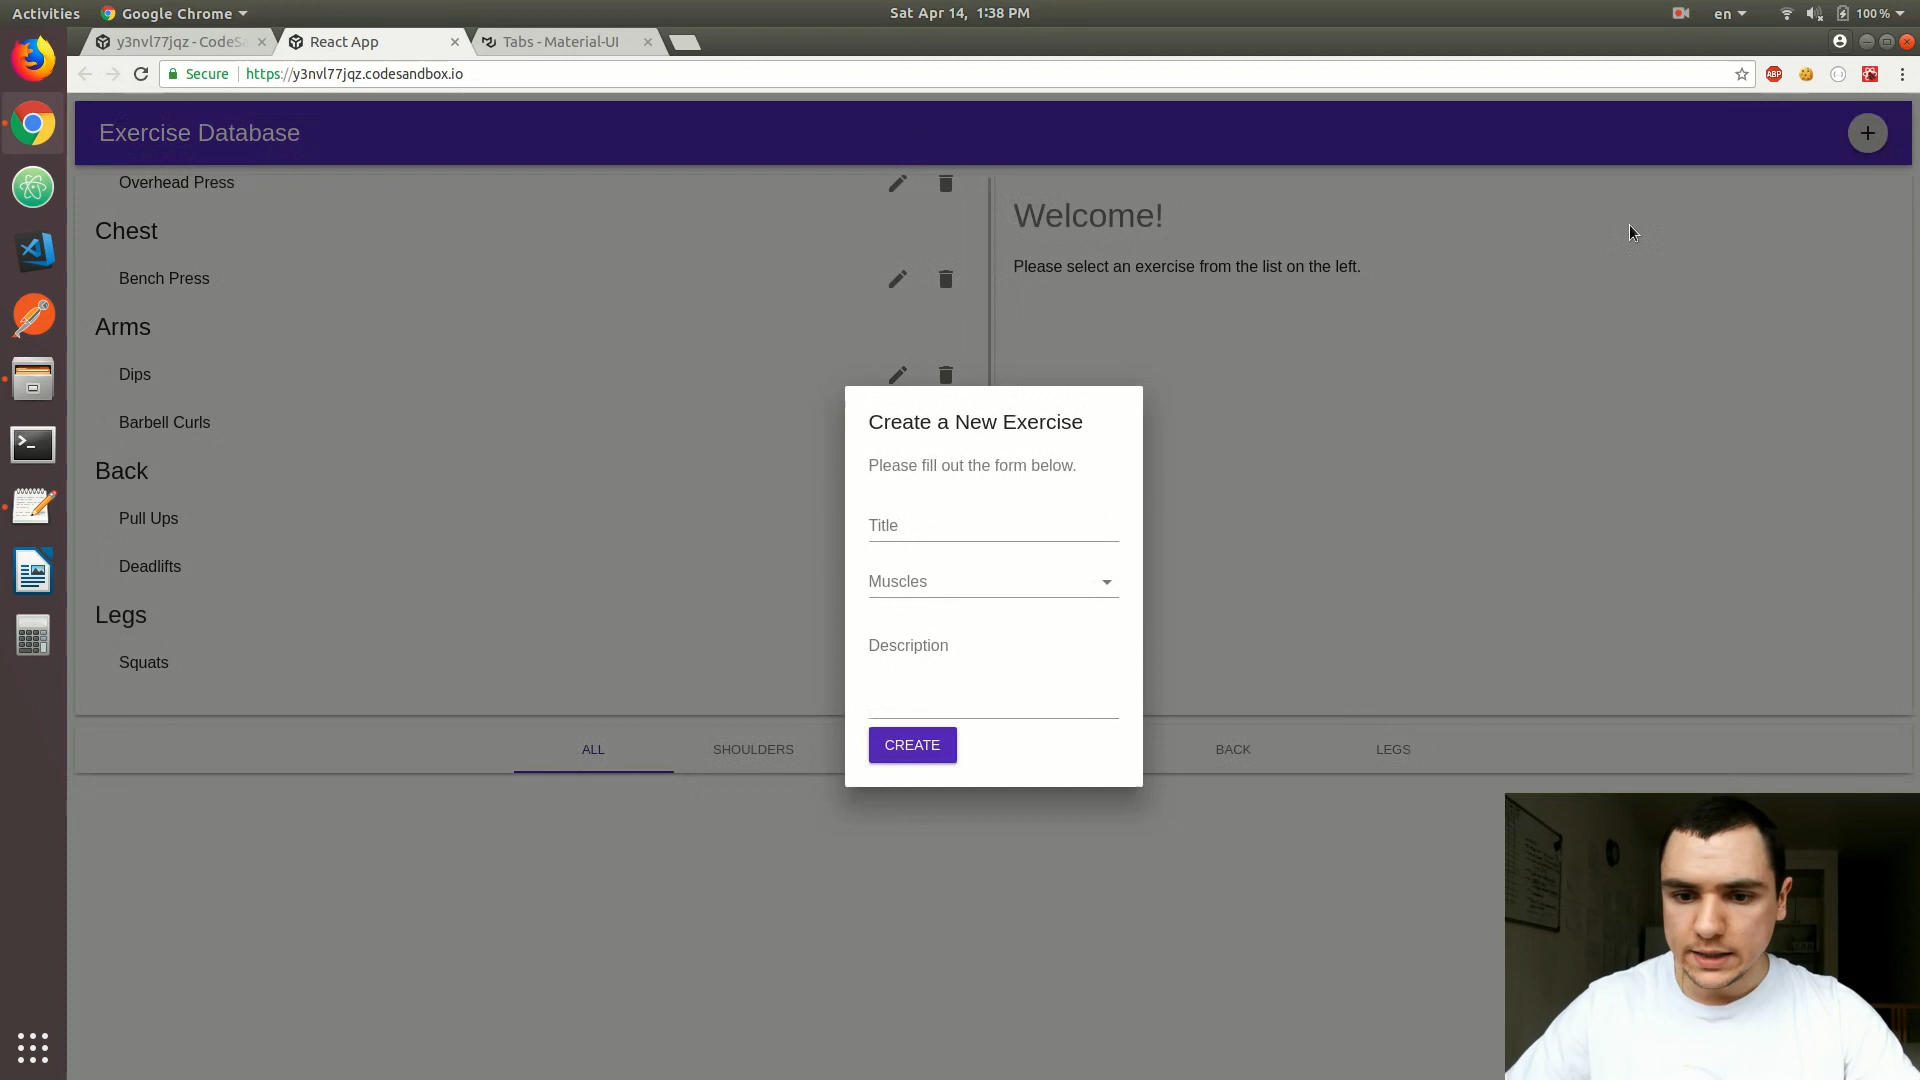 Activities
Google Chrome
Sat Apr 14, 1:38 PM
en
100 %
y3nvl77jqz - CodeSa
React App
Tabs - Material-UI
Secure
https://y3nvl77jqz.codesandbox.io
ABP
Exercise Database
Overhead Press
Chest
Bench Press
Arms
Dips
Barbell Curls
Back
Pull Ups
Deadlifts
Legs
Squats
Welcome!
Please select an exercise from the list on the left.
Create a New Exercise
Please fill out the form below.
Title
Muscles
Description
CREATE
ALL
SHOULDERS
BACK
LEGS